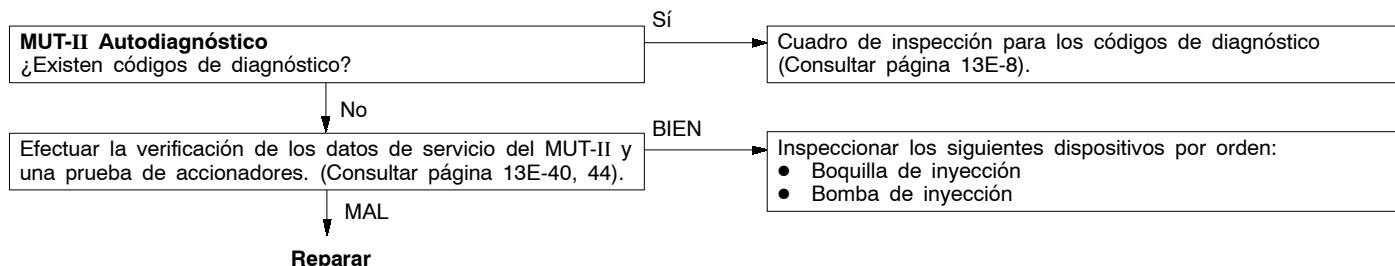 MUT-II Autodiagnóstico
¿Existen códigos de diagnóstico?
Sí
Cuadro de inspección para los códigos de diagnóstico
(Consultar página 13E-8).
No
Efectuar la verificación de los datos de servicio del MUT-II y
una prueba de accionadores. (Consultar página 13E-40, 44).
BIEN
Inspeccionar los siguientes dispositivos por orden:
● Boquilla de inyección
● Bomba de inyección
MAL
Reparar